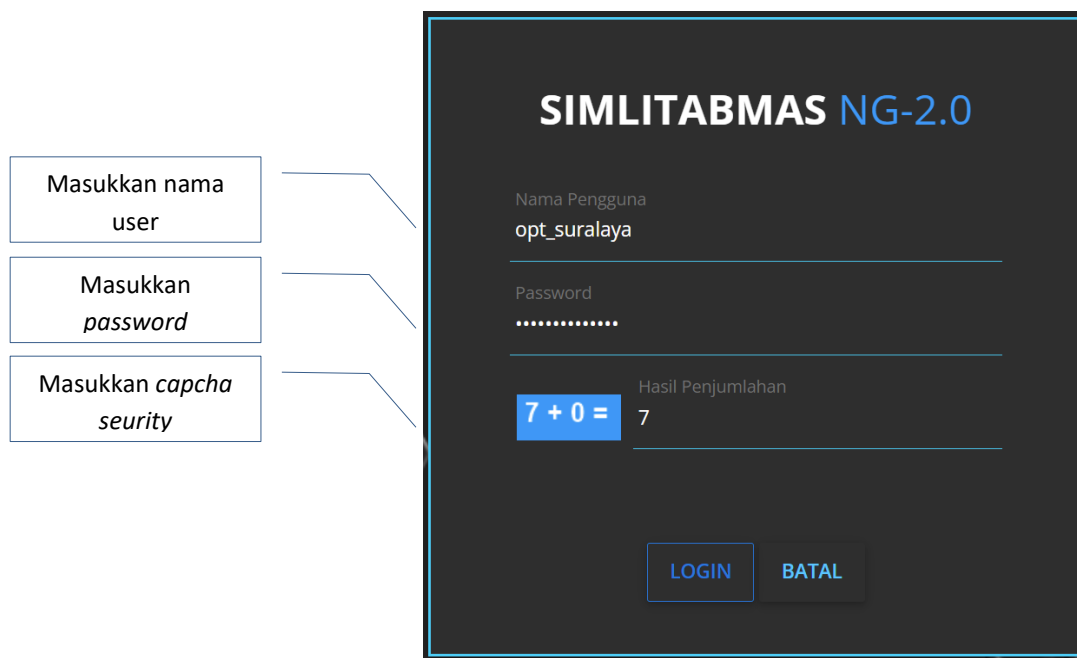 Masukkan nama
user
Masukkan
password
Masukkan capcha
seurity
SIMLITABMAS NG-2.0
Nama Pengguna
opt_suralaya
Password
••••••••••••••
7 + 0 =
Hasil Penjumlahan
7
LOGIN
BATAL